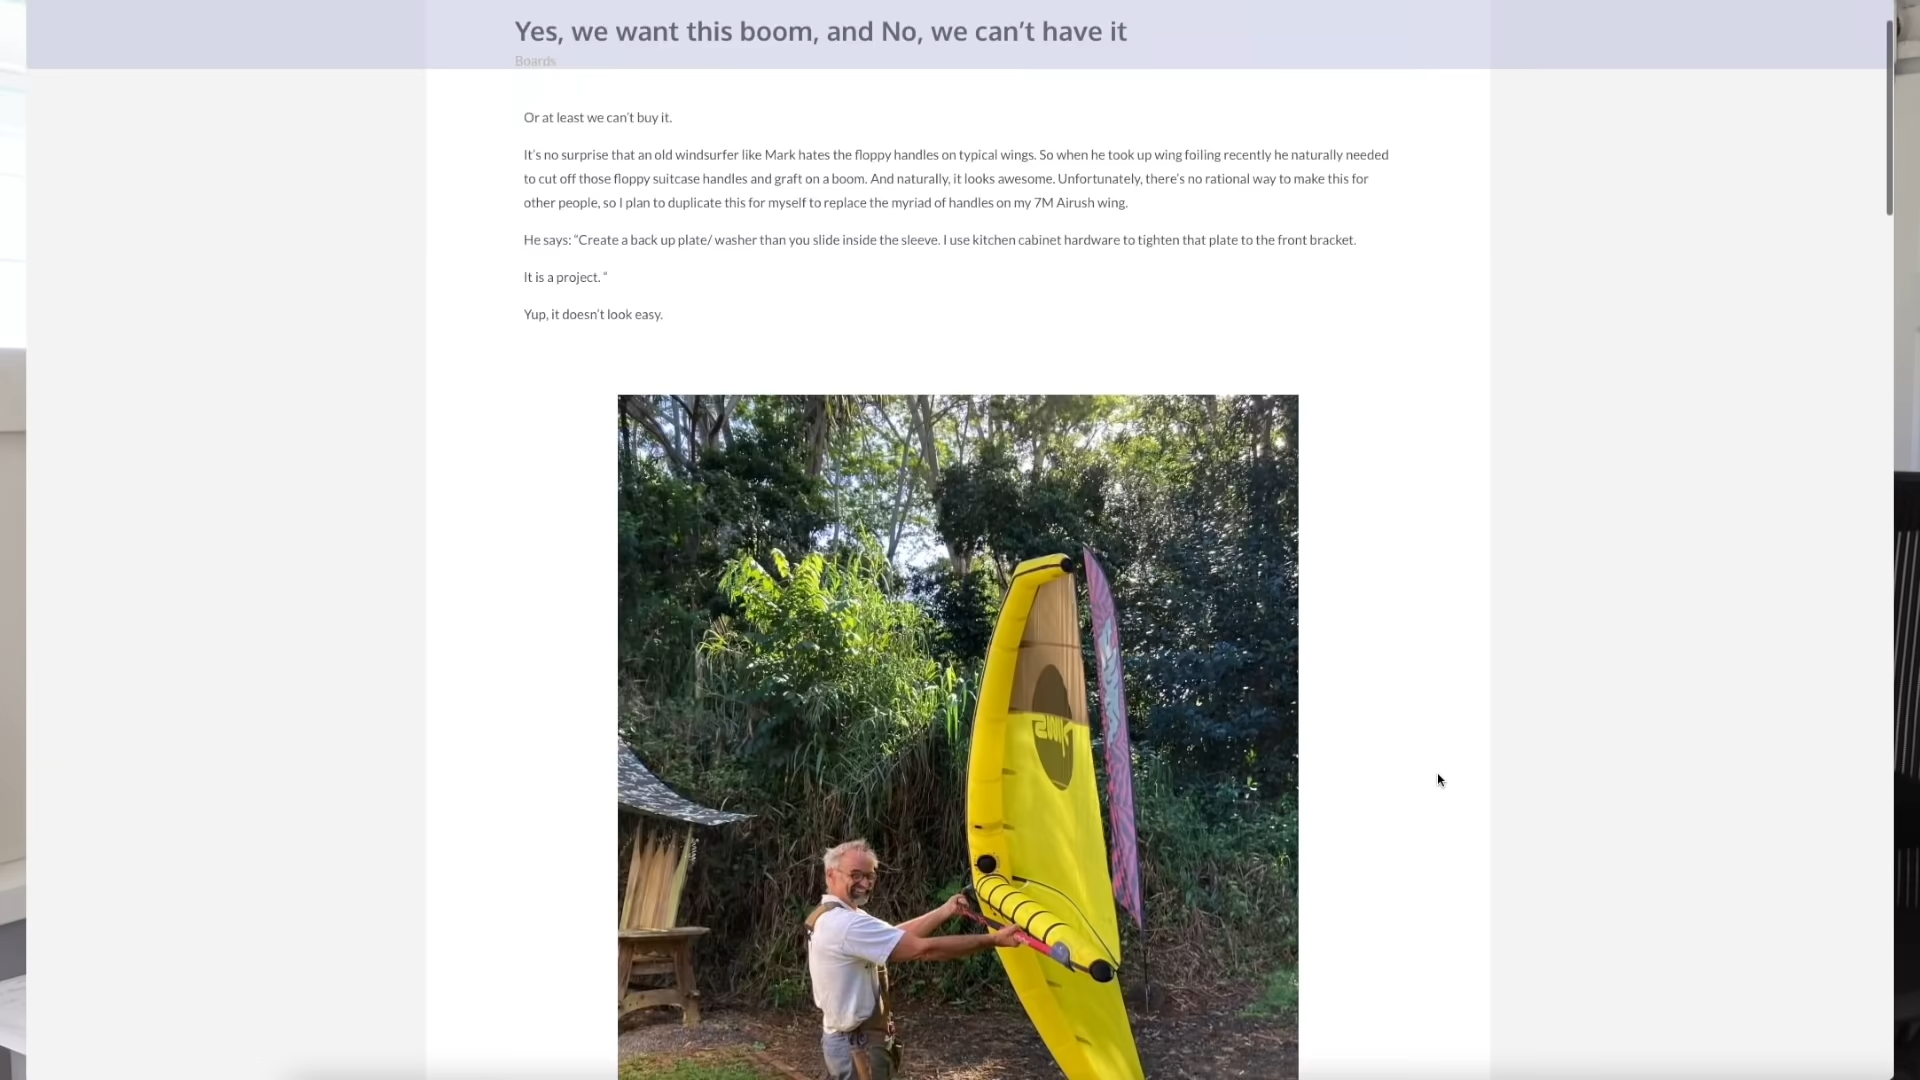 Yes, we want this boom, and No, we can’t have it
Boards
Or at least we can’t buy it.
It’s no surprise that an old windsurfer like Mark hates the floppy handles on typical wings. So when he took up wing foiling recently he naturally needed
to cut off those floppy suitcase handles and graft on a boom. And naturally, it looks awesome. Unfortunately, there’s no rational way to make this for
other people, so I plan to duplicate this for myself to replace the myriad of handles on my 7M Airush wing.
He says: “Create a back up plate/ washer than you slide inside the sleeve. I use kitchen cabinet hardware to tighten that plate to the front bracket.
It is a project. “
Yup, it doesn’t look easy.